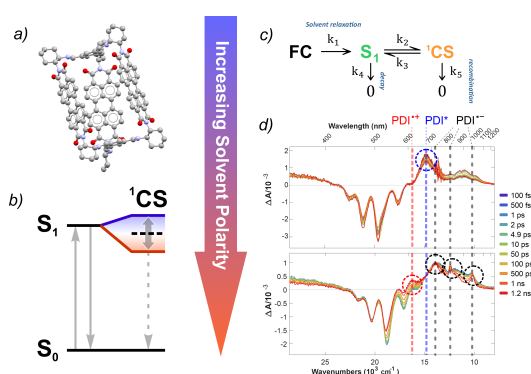 a)
b)
¹CS
S₁
S₀
Increasing Solvent Polarity
c)
Solvent relaxation
FC k₁ S₁ k₂ k₃ ¹CS
k₄ decay k₅ recombination
0 0
d)
PDI•+ PDI* PDI•−
Wavelength (nm)
400 500 600 700 800 900 1000 1100 1200
ΔA/10⁻³
2
1
0
-1
-2
-3
ΔA/10⁻³
1.0
0.5
0
-1
-2
25 20 15 10
Wavenumbers (10³ cm⁻¹)
100 fs
500 fs
1 ps
2 ps
4.9 ps
10 ps
50 ps
100 ps
500 ps
1 ns
1.2 ns